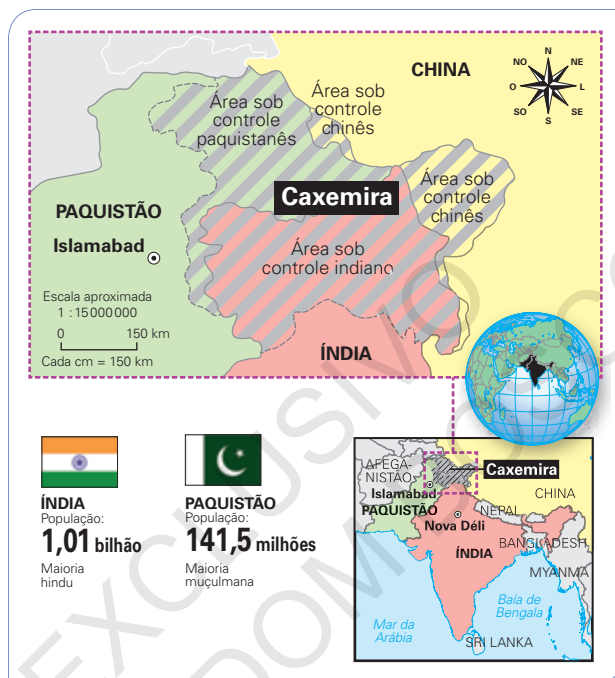 CHINA
N
NO
NE
O
L
SO
SE
S
Área sob
controle
paquistanês
Área sob
controle
chinês
Caxemira
Área sob
controle
chinês
PAQUISTÃO
Islamabad
Área sob
controle indiano
Escala aproximada
1 : 15 000 000
0 150 km
Cada cm = 150 km
ÍNDIA
ÍNDIA
População:
1,01 bilhão
Maioria
hindu
PAQUISTÃO
População:
141,5 milhões
Maioria
muçulmana
AFEGA-
NISTÃO
Caxemira
Islamabad
PAQUISTÃO
CHINA
NEPAL
Nova Déli
ÍNDIA
BANGLADESH
MYANMA
Mar da
Arábia
Baía de
Bengala
SRI LANKA
EXCLUSIVO